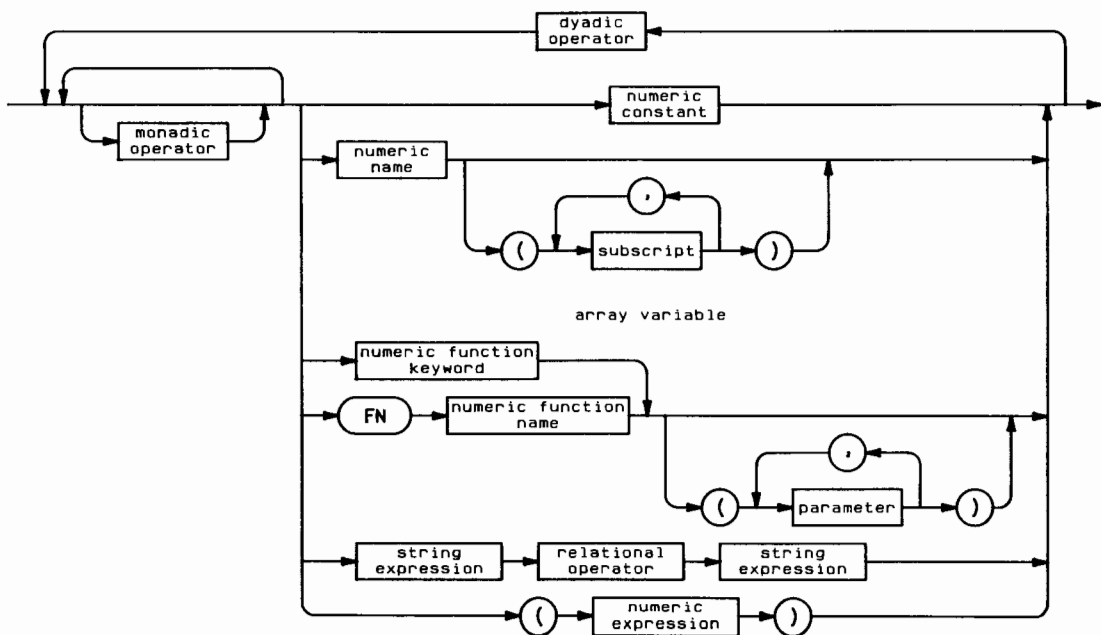 dyadic
operator
numeric
constant
monadic
operator
numeric
name
,
( subscript )
array variable
numeric function
keyword
FN numeric function
name
,
( parameter )
string relational string
expression operator expression
( numeric )
expression